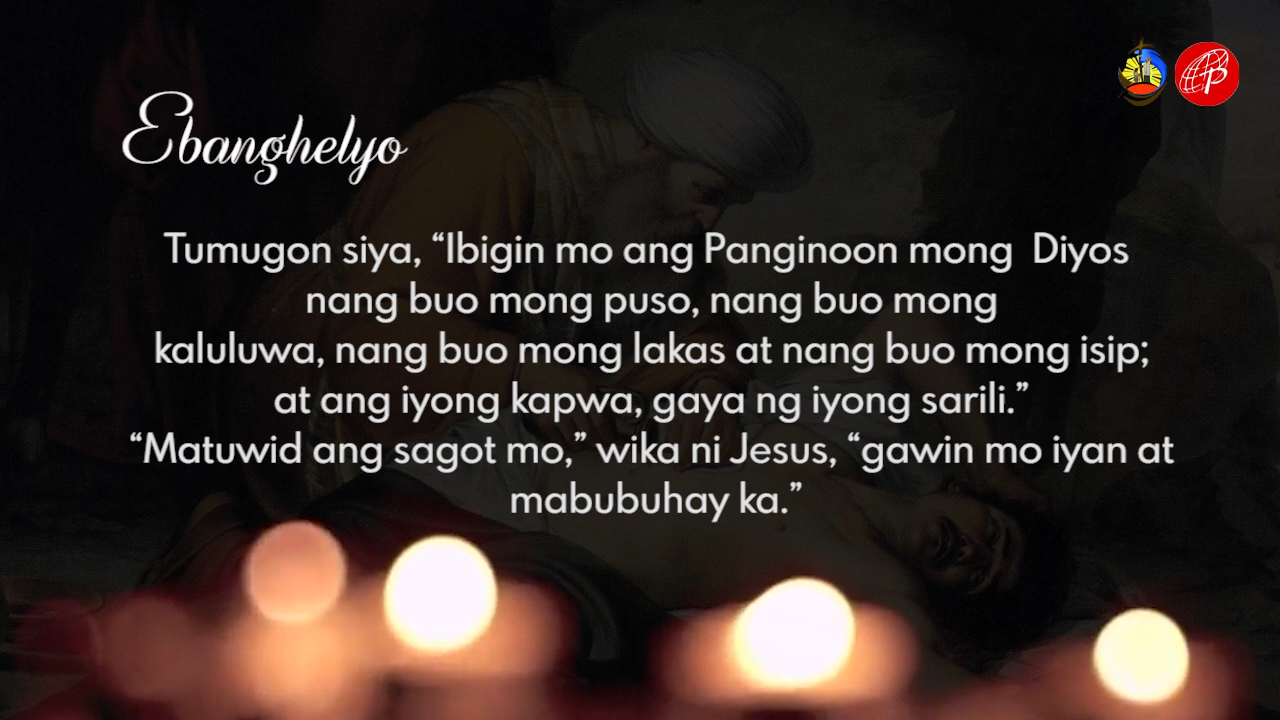 Ebanghelyo
Tumugon siya, “Ibigin mo ang Panginoon mong  Diyos
nang buo mong puso, nang buo mong
kaluluwa, nang buo mong lakas at nang buo mong isip;
at ang iyong kapwa, gaya ng iyong sarili.”
“Matuwid ang sagot mo,” wika ni Jesus, “gawin mo iyan at
mabubuhay ka.”